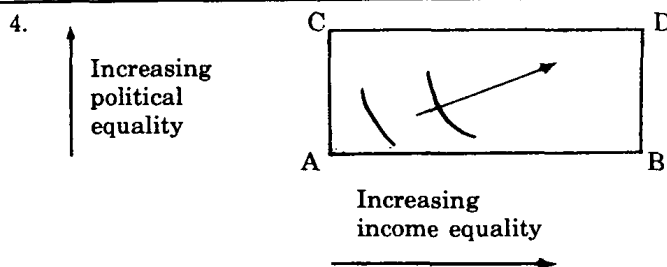 4.
C D
Increasing
political
equality
A B
Increasing
income equality